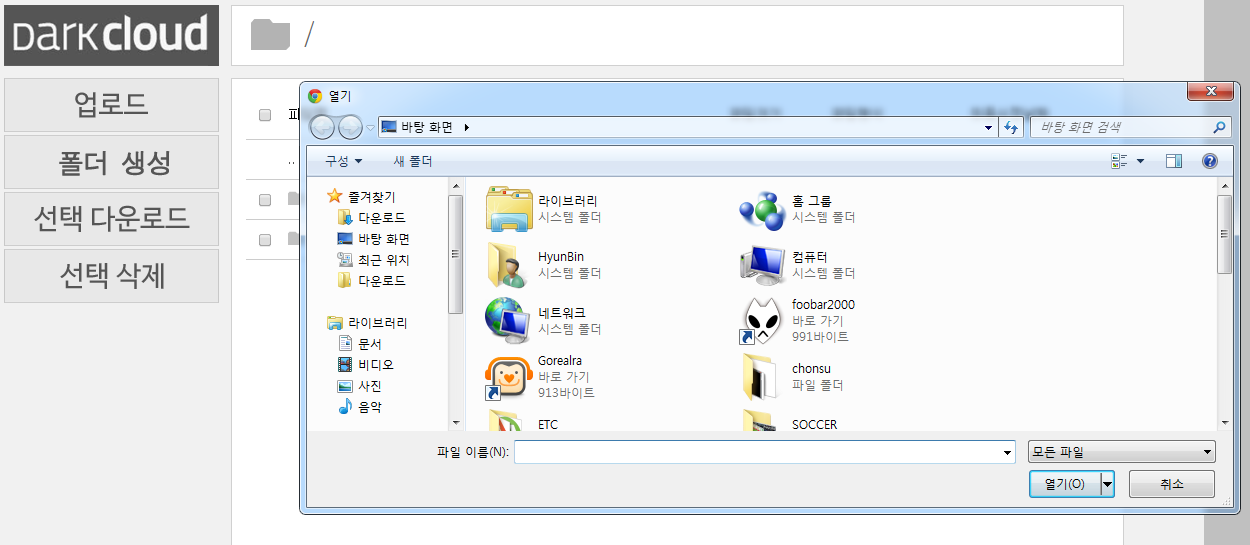 DARKcloud
/
업로드
폴더 생성
선택 다운로드
선택 삭제
..
열기
바탕 화면
바탕 화면 검색
구성
새 폴더
즐겨찾기
다운로드
바탕 화면
최근 위치
다운로드
라이브러리
문서
비디오
사진
음악
라이브러리
시스템 폴더
홈 그룹
시스템 폴더
HyunBin
시스템 폴더
컴퓨터
시스템 폴더
네트워크
시스템 폴더
foobar2000
바로 가기
991바이트
Gorealra
바로 가기
913바이트
chonsu
파일 폴더
ETC
SOCCER
파일 이름(N):
모든 파일
열기(O)
취소